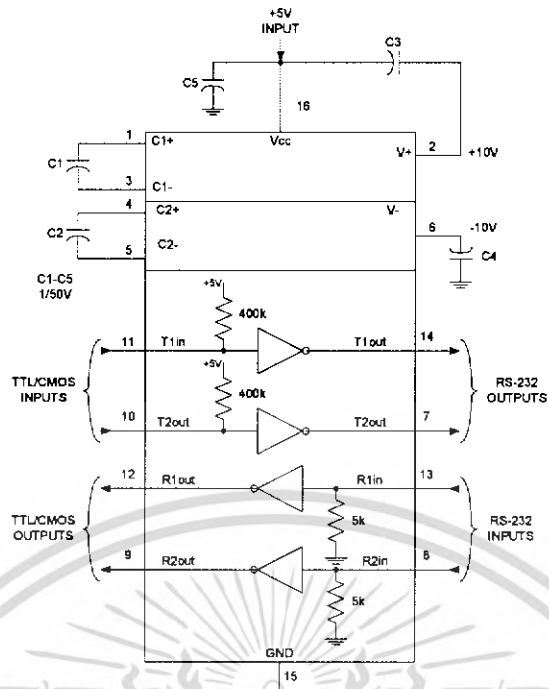 +5V
INPUT
C3
C5
16
1
C1+
Vcc
V+
2
+10V
C1
3
C1-
4
C2+
V-
6
-10V
C2
C2-
5
C4
C1-C5
1/50V
+5V
400k
11
T1in
T1out
14
+5V
TTL/CMOS
INPUTS
400k
RS-232
OUTPUTS
10
T2out
T2out
7
12
R1out
R1in
13
TTL/CMOS
OUTPUTS
5k
RS-232
INPUTS
9
R2out
R2in
8
5k
GND
15